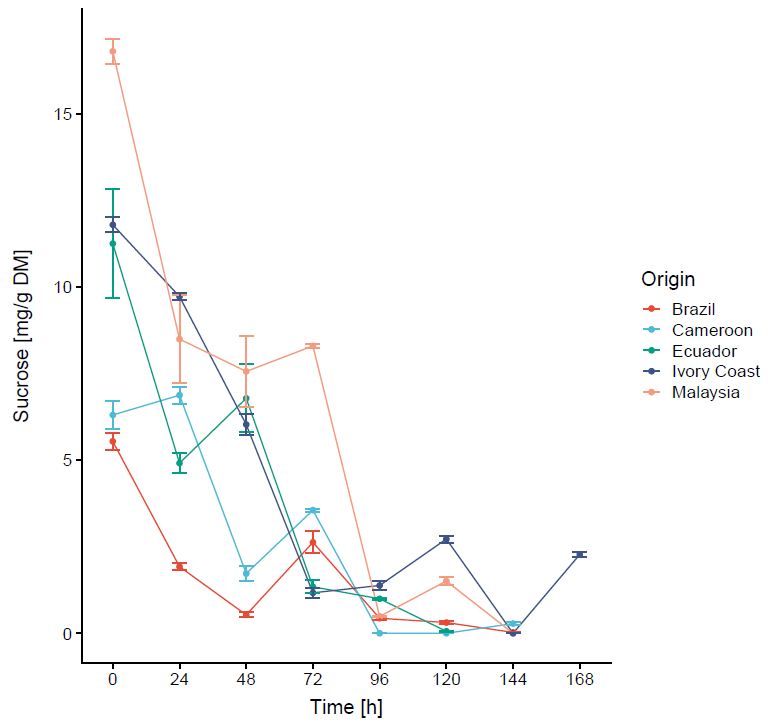 Sucrose [mg/g DM]
15
10
5
0
0 24 48 72 96 120 144 168
Time [h]
Origin
Brazil
Cameroon
Ecuador
Ivory Coast
Malaysia